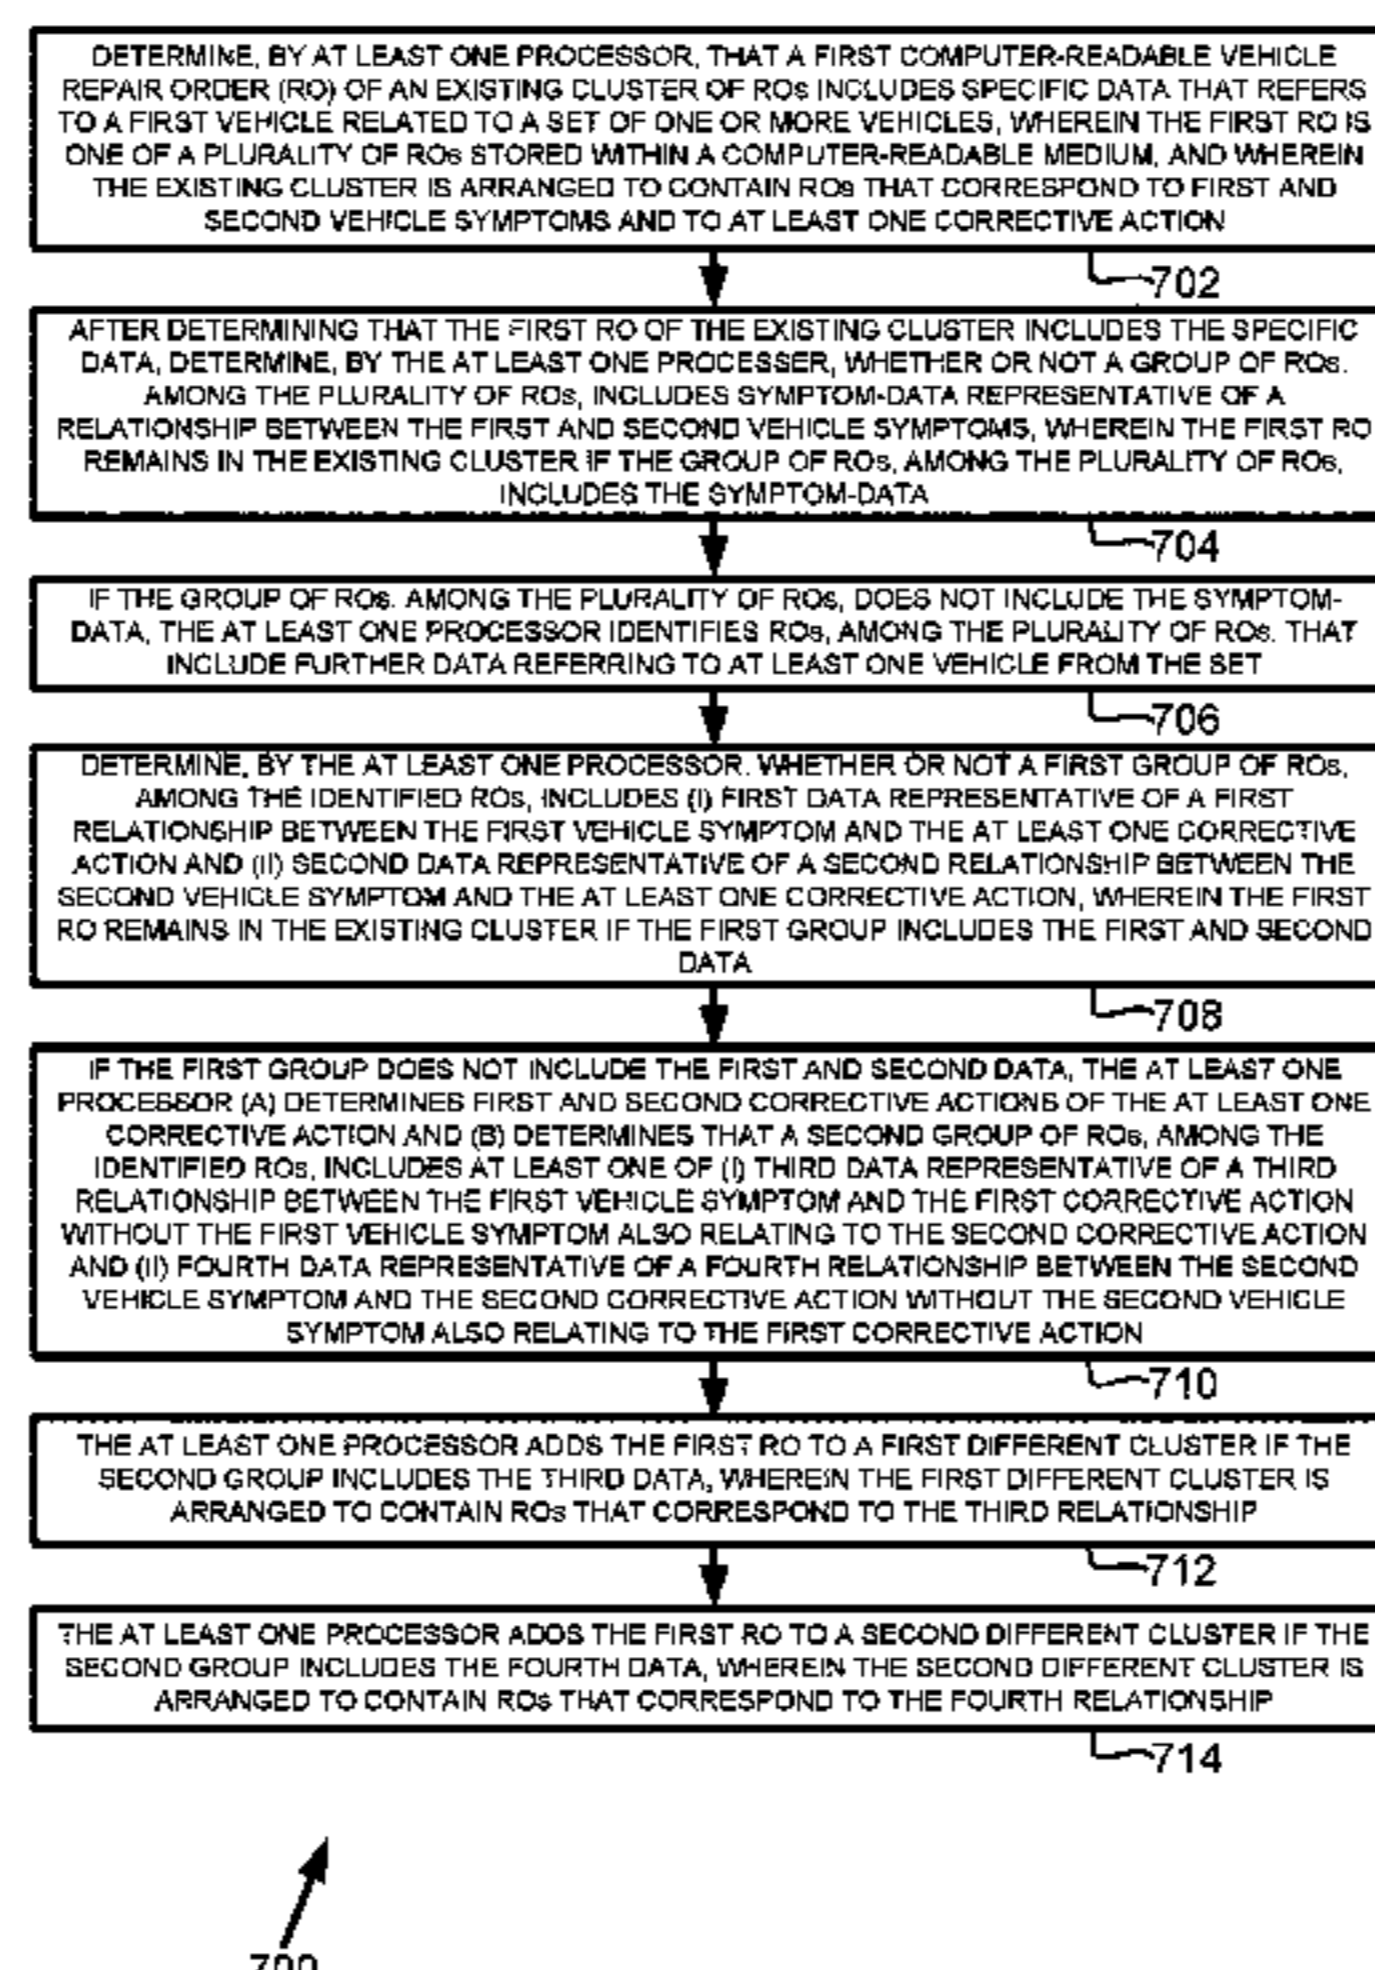 DETERMINE, BY AT LEAST ONE PROCESSOR, THAT A FIRST COMPUTER-READABLE VEHICLE
REPAIR ORDER (RO) OF AN EXISTING CLUSTER OF ROs INCLUDES SPECIFIC DATA THAT REFERS
TO A FIRST VEHICLE RELATED TO A SET OF ONE OR MORE VEHICLES, WHEREIN THE FIRST RO IS
ONE OF A PLURALITY OF ROs STORED WITHIN A COMPUTER-READABLE MEDIUM, AND WHEREIN
THE EXISTING CLUSTER IS ARRANGED TO CONTAIN ROs THAT CORRESPOND TO FIRST AND
SECOND VEHICLE SYMPTOMS AND TO AT LEAST ONE CORRECTIVE ACTION
702
AFTER DETERMINING THAT THE FIRST RO OF THE EXISTING CLUSTER INCLUDES THE SPECIFIC
DATA, DETERMINE, BY THE AT LEAST ONE PROCESSER, WHETHER OR NOT A GROUP OF ROs.
AMONG THE PLURALITY OF ROs, INCLUDES SYMPTOM-DATA REPRESENTATIVE OF A
RELATIONSHIP BETWEEN THE FIRST AND SECOND VEHICLE SYMPTOMS, WHEREIN THE FIRST RO
REMAINS IN THE EXISTING CLUSTER IF THE GROUP OF ROs, AMONG THE PLURALITY OF ROs,
INCLUDES THE SYMPTOM-DATA
704
IF THE GROUP OF ROs. AMONG THE PLURALITY OF ROs, DOES NOT INCLUDE THE SYMPTOM-
DATA, THE AT LEAST ONE PROCESSOR IDENTIFIES ROs, AMONG THE PLURALITY OF ROs. THAT
INCLUDE FURTHER DATA REFERRING TO AT LEAST ONE VEHICLE FROM THE SET
706
DETERMINE, BY THE AT LEAST ONE PROCESSOR. WHETHER OR NOT A FIRST GROUP OF ROs,
AMONG THE IDENTIFIED ROs, INCLUDES (I) FIRST DATA REPRESENTATIVE OF A FIRST
RELATIONSHIP BETWEEN THE FIRST VEHICLE SYMPTOM AND THE AT LEAST ONE CORRECTIVE
ACTION AND (II) SECOND DATA REPRESENTATIVE OF A SECOND RELATIONSHIP BETWEEN THE
SECOND VEHICLE SYMPTOM AND THE AT LEAST ONE CORRECTIVE ACTION, WHEREIN THE FIRST
RO REMAINS IN THE EXISTING CLUSTER IF THE FIRST GROUP INCLUDES THE FIRST AND SECOND
DATA
708
IF THE FIRST GROUP DOES NOT INCLUDE THE FIRST AND SECOND DATA, THE AT LEAST ONE
PROCESSOR (A) DETERMINES FIRST AND SECOND CORRECTIVE ACTIONS OF THE AT LEAST ONE
CORRECTIVE ACTION AND (B) DETERMINES THAT A SECOND GROUP OF ROs, AMONG THE
IDENTIFIED ROs, INCLUDES AT LEAST ONE OF (I) THIRD DATA REPRESENTATIVE OF A THIRD
RELATIONSHIP BETWEEN THE FIRST VEHICLE SYMPTOM AND THE FIRST CORRECTIVE ACTION
WITHOUT THE FIRST VEHICLE SYMPTOM ALSO RELATING TO THE SECOND CORRECTIVE ACTION
AND (II) FOURTH DATA REPRESENTATIVE OF A FOURTH RELATIONSHIP BETWEEN THE SECOND
VEHICLE SYMPTOM AND THE SECOND CORRECTIVE ACTION WITHOUT THE SECOND VEHICLE
SYMPTOM ALSO RELATING TO THE FIRST CORRECTIVE ACTION
710
THE AT LEAST ONE PROCESSOR ADDS THE FIRST RO TO A FIRST DIFFERENT CLUSTER IF THE
SECOND GROUP INCLUDES THE THIRD DATA, WHEREIN THE FIRST DIFFERENT CLUSTER IS
ARRANGED TO CONTAIN ROs THAT CORRESPOND TO THE THIRD RELATIONSHIP
712
THE AT LEAST ONE PROCESSOR ADDS THE FIRST RO TO A SECOND DIFFERENT CLUSTER IF THE
SECOND GROUP INCLUDES THE FOURTH DATA, WHEREIN THE SECOND DIFFERENT CLUSTER IS
ARRANGED TO CONTAIN ROs THAT CORRESPOND TO THE FOURTH RELATIONSHIP
714
700